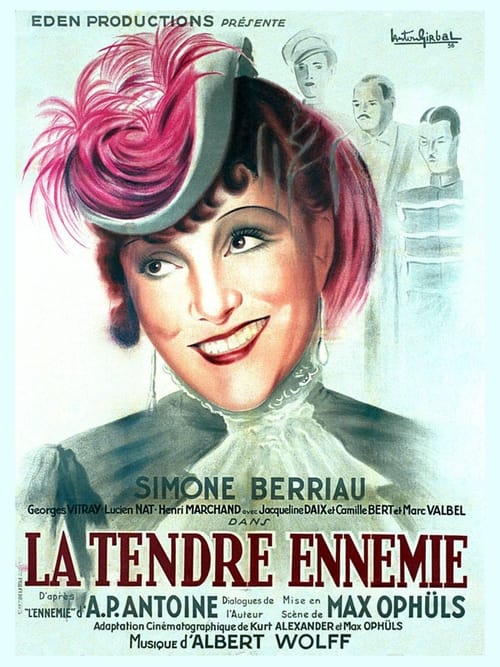 EDEN PRODUCTIONS PRÉSENTE
Anton Girbal
36
SIMONE BERRIAU
Georges VITRAY - Lucien NAT - Henri MARCHAND avec Jacqueline DAIX et Camille BERT et Marc VALBEL
DANS
LA TENDRE ENNEMIE
D'après "L'ENNEMIE" d'A.P. ANTOINE Dialogues de l'Auteur Mise en Scène de MAX OPHÜLS
Adaptation Cinématographique de Kurt ALEXANDER et Max OPHÜLS
MUSIQUE D'ALBERT WOLFF